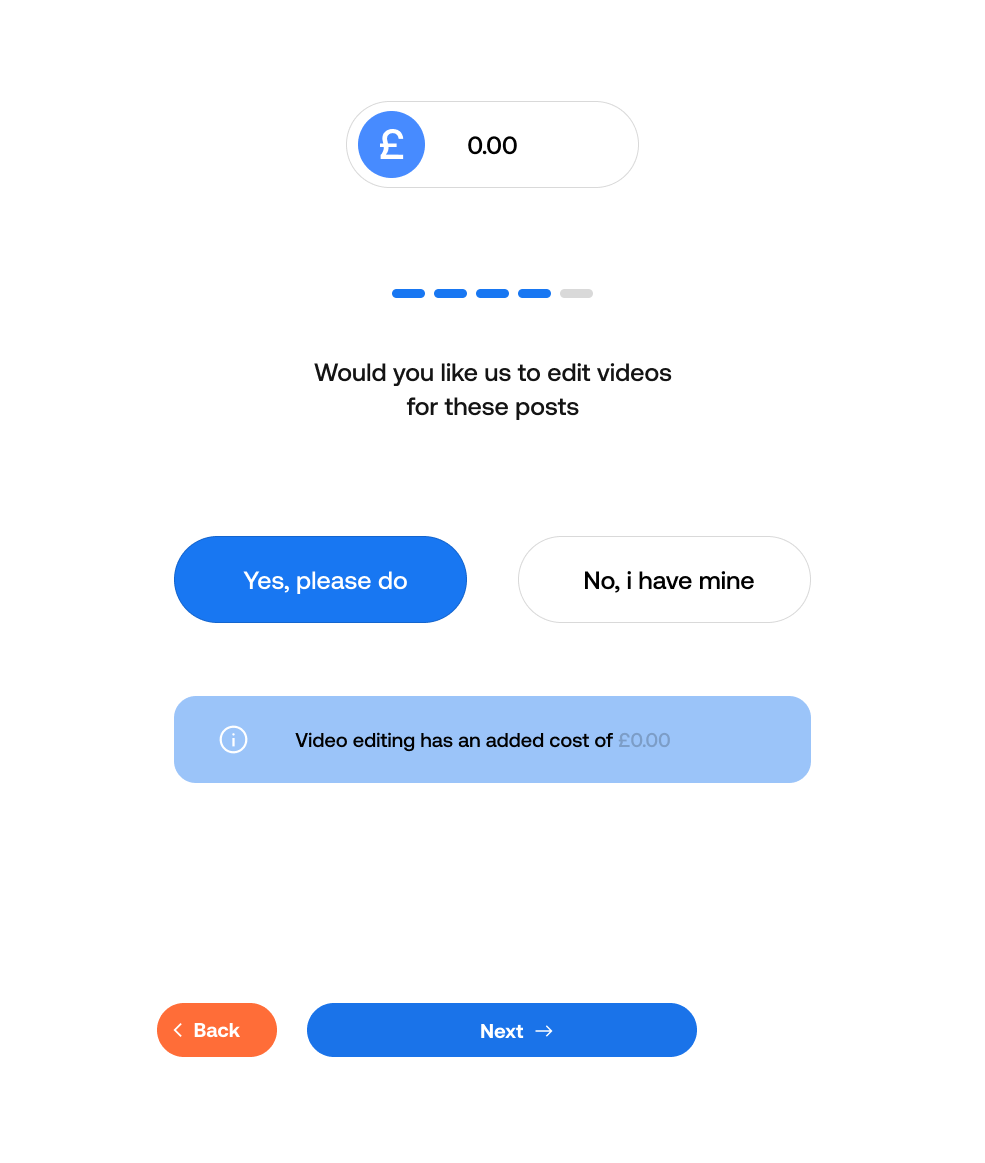 £ 0.00
Would you like us to edit videos
for these posts
Yes, please do
No, i have mine
Video editing has an added cost of £0.00
Back
Next